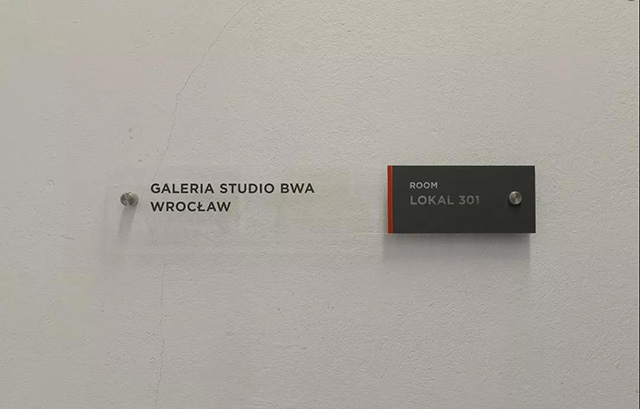 GALERIA STUDIO BWA
WROCŁAW
ROOM
LOKAL 301